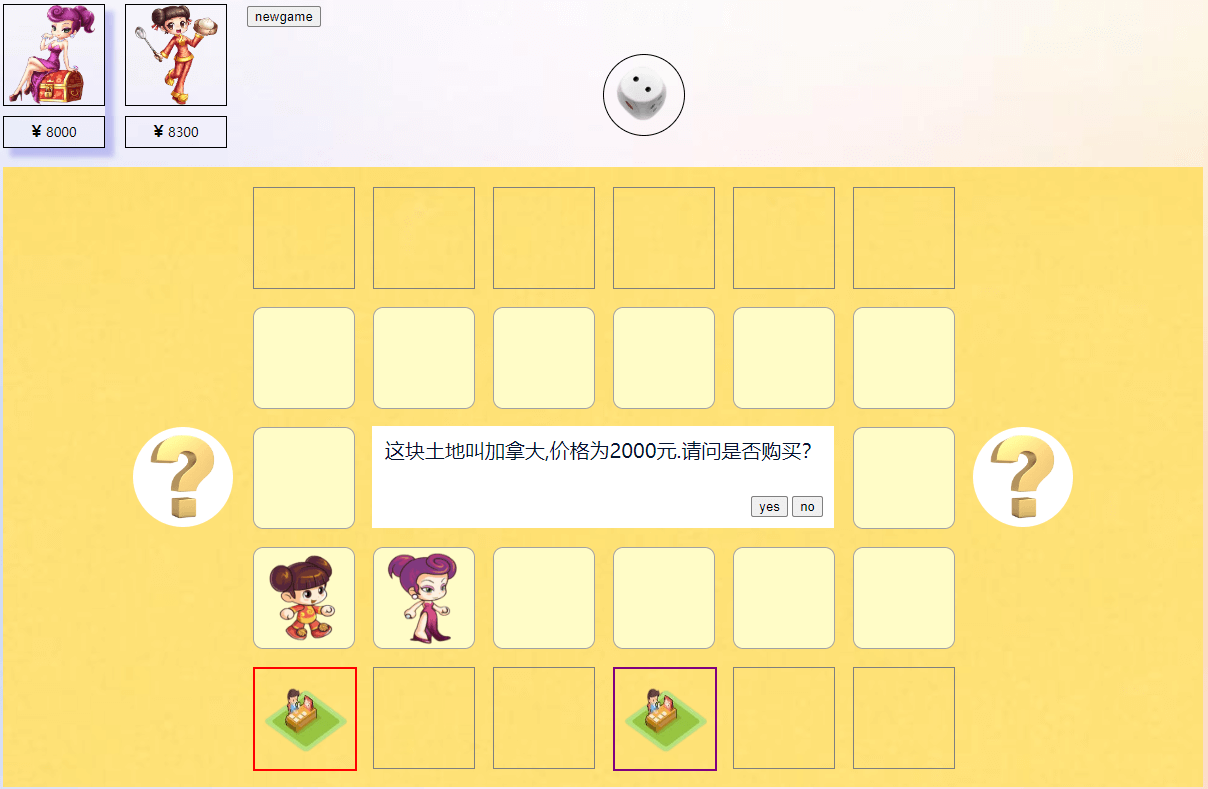 newgame
¥ 8000
¥ 8300
这块土地叫加拿大,价格为2000元.请问是否购买?
yes
no